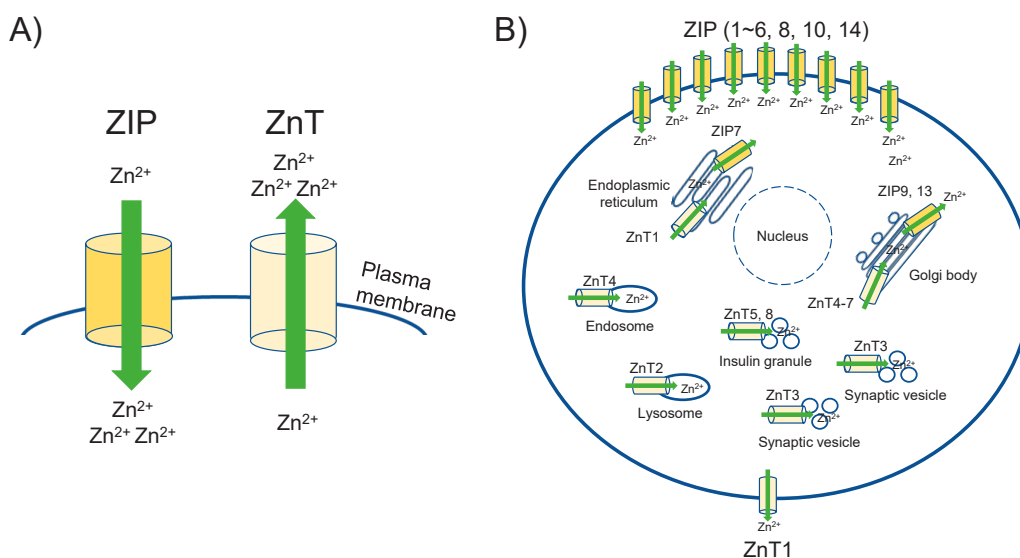 A)
ZIP
ZnT
Zn²⁺
Zn²⁺
Zn²⁺ Zn²⁺
Plasma
membrane
Zn²⁺
Zn²⁺ Zn²⁺
Zn²⁺
B)
ZIP (1~6, 8, 10, 14)
Zn²⁺
Zn²⁺
Zn²⁺
Zn²⁺
Zn²⁺
Zn²⁺
Zn²⁺
Zn²⁺
Zn²⁺
Zn²⁺
ZIP7
Zn²⁺
Endoplasmic
reticulum
ZnT1
Nucleus
ZIP9, 13
Zn²⁺
Zn²⁺
Golgi body
ZnT4-7
ZnT4
Zn²⁺
Endosome
ZnT5, 8
Zn²⁺
Insulin granule
ZnT3
Zn²⁺
Synaptic vesicle
ZnT2
Zn²⁺
Lysosome
ZnT3
Zn²⁺
Synaptic vesicle
Zn²⁺
ZnT1